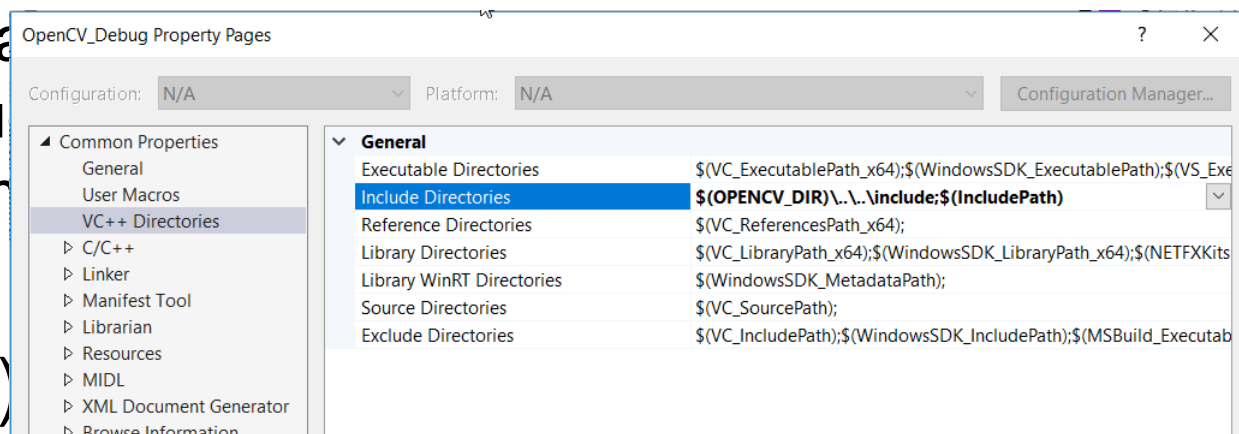 OpenCV_Debug Property Pages
?
Configuration: N/A Platform: N/A Configuration Manager...
Common Properties
General
User Macros
VC++ Directories
C/C++
Linker
Manifest Tool
Librarian
Resources
MIDL
XML Document Generator
Browse Information
General
Executable Directories $(VC_ExecutablePath_x64);$(WindowsSDK_ExecutablePath);$(VS_Exe
Include Directories $(OPENCV_DIR)\..\..\include;$(IncludePath)
Reference Directories $(VC_ReferencesPath_x64);
Library Directories $(VC_LibraryPath_x64);$(WindowsSDK_LibraryPath_x64);$(NETFXKits
Library WinRT Directories $(WindowsSDK_MetadataPath);
Source Directories $(VC_SourcePath);
Exclude Directories $(VC_IncludePath);$(WindowsSDK_IncludePath);$(MSBuild_Executab